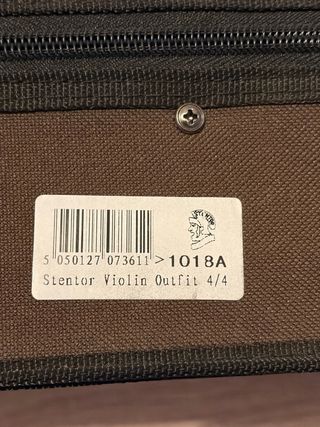 5 050127 073611 > 1018A
Stentor Violin Outfit 4/4